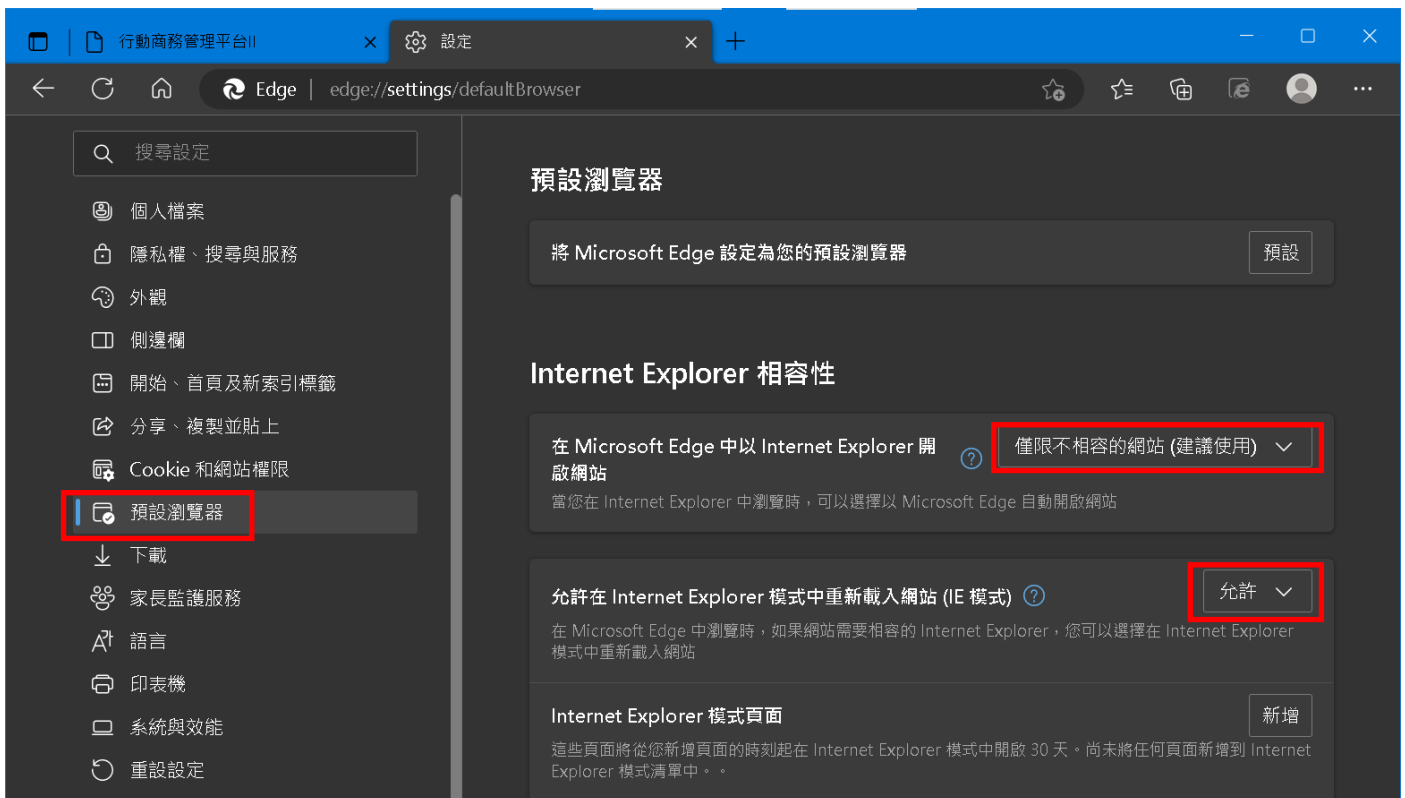 行動商務管理平台II
設定
Edge | edge://settings/defaultBrowser
搜尋設定
個人檔案
隱私權、搜尋與服務
外觀
側邊欄
開始、首頁及新索引標籤
分享、複製並貼上
Cookie 和網站權限
預設瀏覽器
下載
家長監護服務
語言
印表機
系統與效能
重設設定
預設瀏覽器
將 Microsoft Edge 設定為您的預設瀏覽器
預設
Internet Explorer 相容性
在 Microsoft Edge 中以 Internet Explorer 開
啟網站
僅限不相容的網站 (建議使用)
當您在 Internet Explorer 中瀏覽時，可以選擇以 Microsoft Edge 自動開啟網站
允許在 Internet Explorer 模式中重新載入網站 (IE 模式)
允許
在 Microsoft Edge 中瀏覽時，如果網站需要相容的 Internet Explorer，您可以選擇在 Internet Explorer
模式中重新載入網站
Internet Explorer 模式頁面
新增
這些頁面將從您新增頁面的時刻起在 Internet Explorer 模式中開啟 30 天。尚未將任何頁面新增到 Internet
Explorer 模式清單中。。